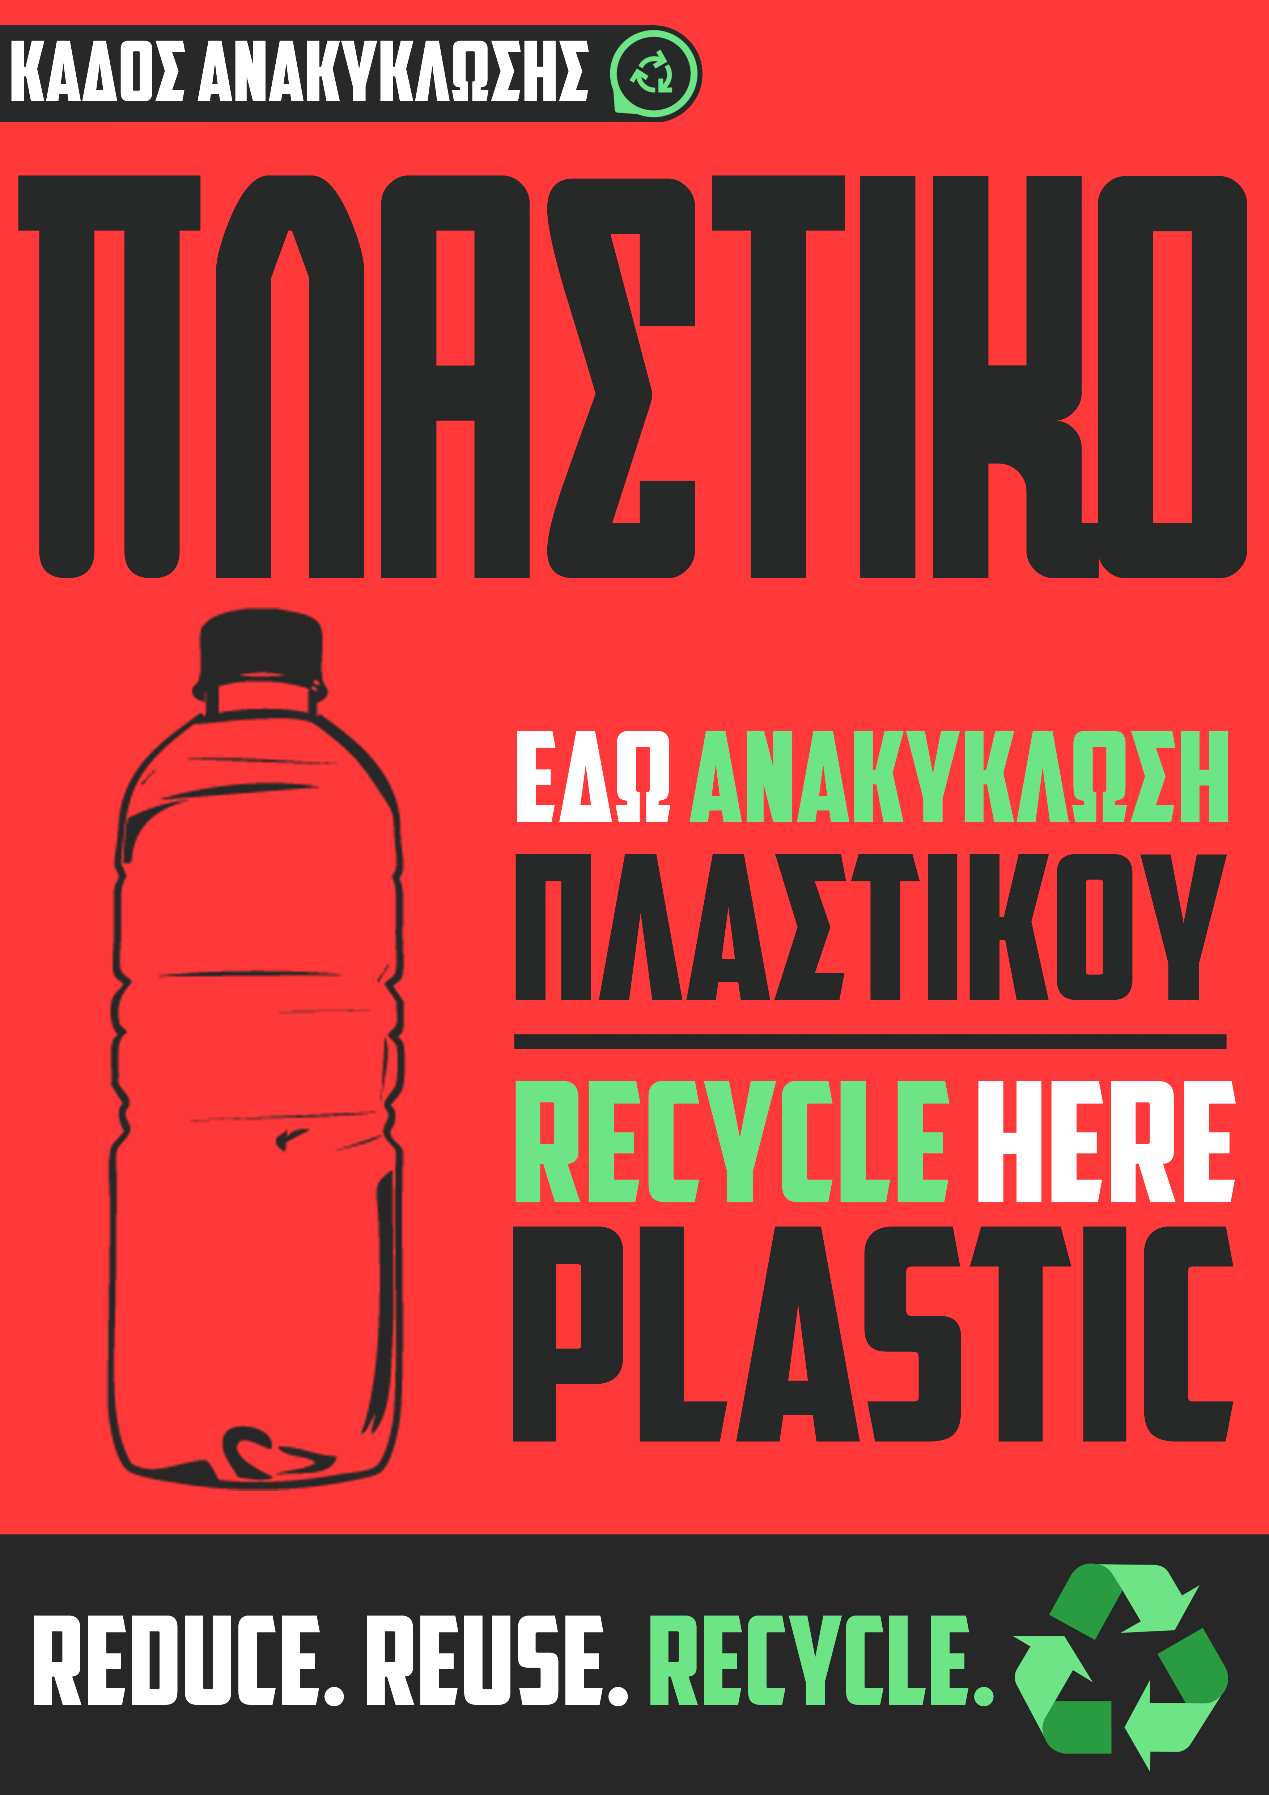 ΚΑΔΟΣ ΑΝΑΚΥΚΛΩΣΗΣ
ΠΛΑΣΤΙΚΟ
ΕΔΩ ΑΝΑΚΥΚΛΩΣΗ
ΠΛΑΣΤΙΚΟΥ
RECYCLE HERE
PLASTIC
REDUCE. REUSE. RECYCLE.